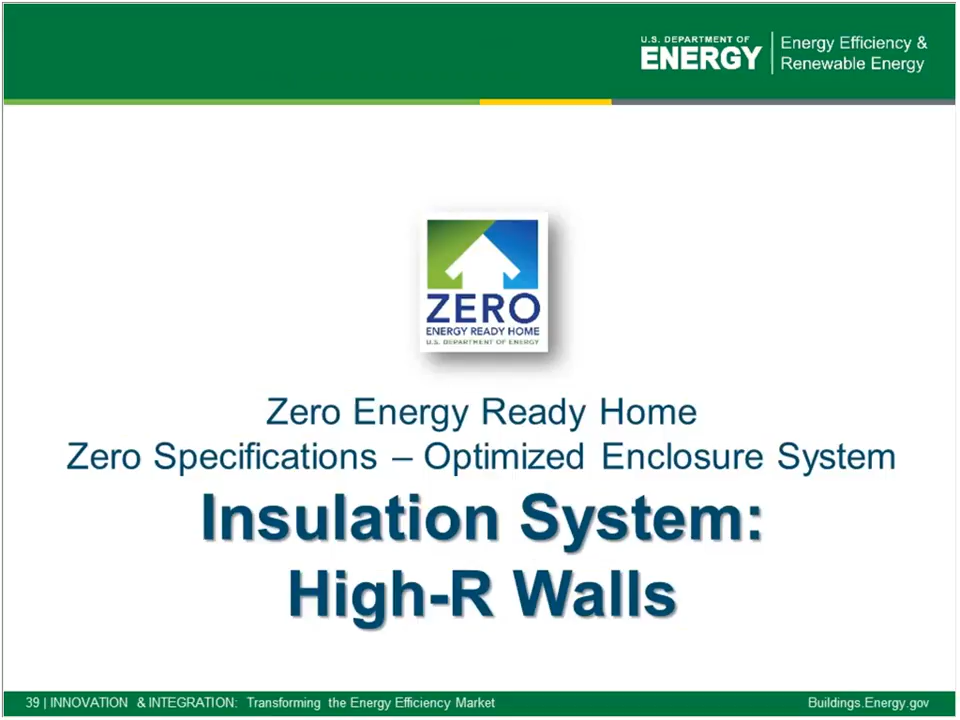 U.S. DEPARTMENT OF
ENERGY
Energy Efficiency &
Renewable Energy
ZERO
ENERGY READY HOME
U.S. DEPARTMENT OF ENERGY
Zero Energy Ready Home
Zero Specifications – Optimized Enclosure System
Insulation System:
High-R Walls
39 | INNOVATION & INTEGRATION: Transforming the Energy Efficiency Market
Buildings.Energy.gov